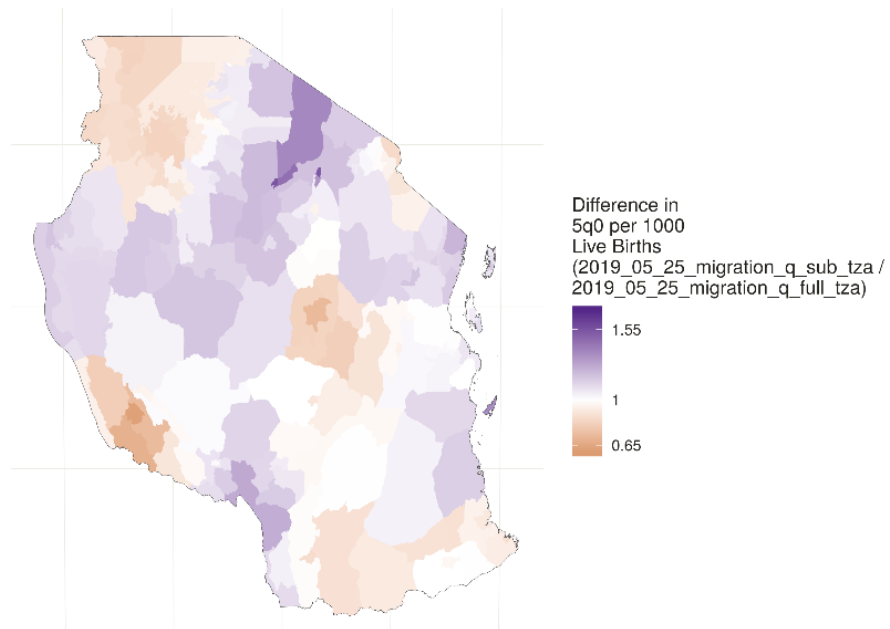 Difference in
5q0 per 1000
Live Births
(2019_05_25_migration_q_sub_tza /
2019_05_25_migration_q_full_tza)
1.55
1
0.65